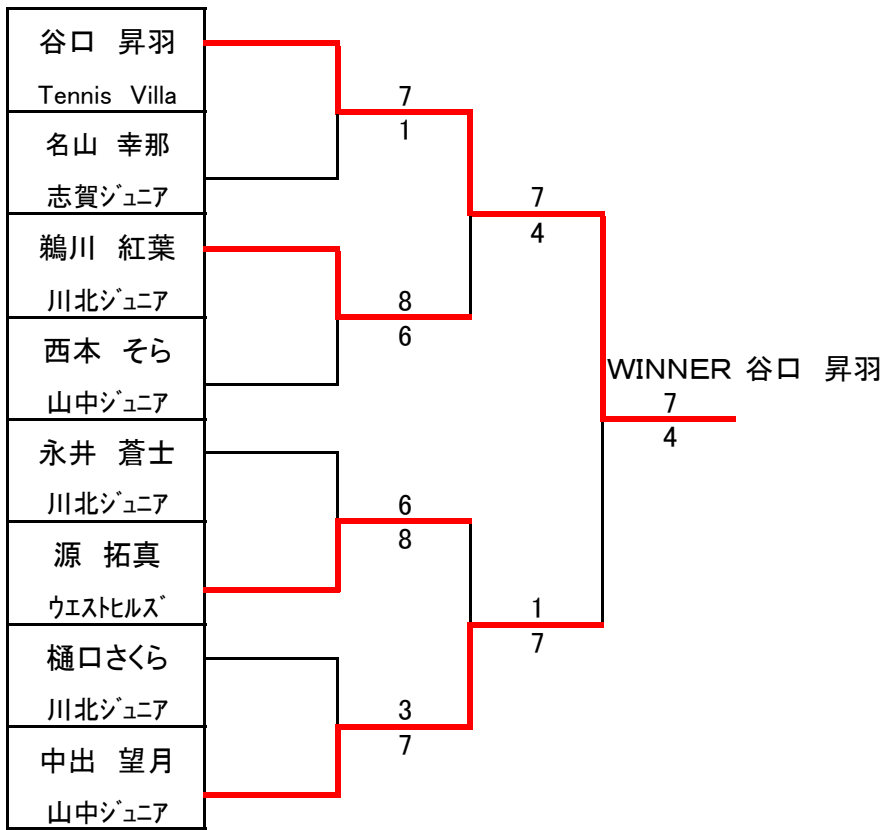 谷口　昇羽
Tennis Villa
名山　幸那
志賀ｼﾞｭﾆｱ
鵜川　紅葉
川北ｼﾞｭﾆｱ
西本　そら
山中ｼﾞｭﾆｱ
永井　蒼士
川北ｼﾞｭﾆｱ
源　拓真
ｳｴｽﾄﾋﾙｽﾞ
樋口さくら
川北ｼﾞｭﾆｱ
中出　望月
山中ｼﾞｭﾆｱ
7
1
8
6
6
8
3
7
7
4
1
7
WINNER 谷口　昇羽
7
4